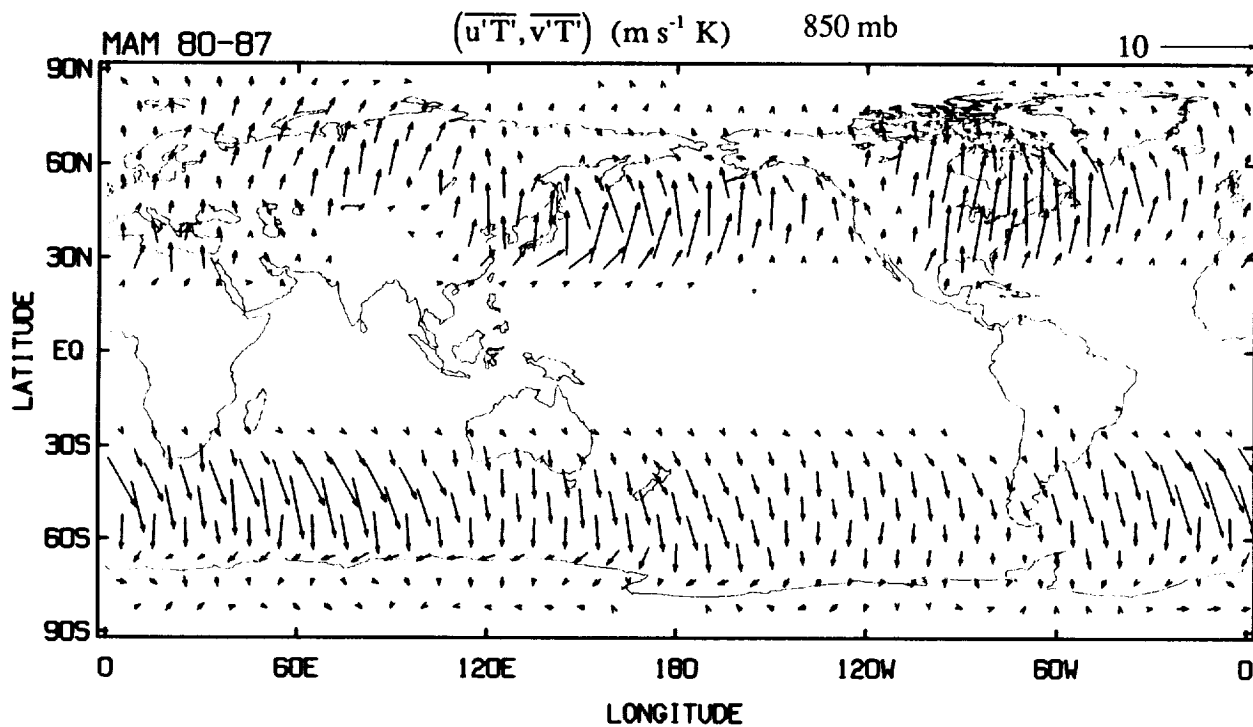 MAM 80-87 (u'T', v'T') (m s⁻¹ K) 850 mb 10
90N
60N
30N
EQ
30S
60S
90S
LATITUDE
0 60E 120E 180 120W 60W 0
LONGITUDE